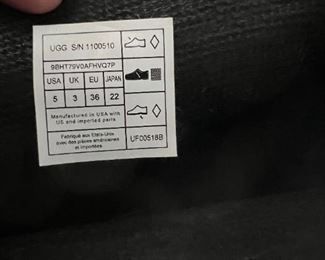 UGG S/N 1100510
9BHT79V0AFHVQ7P
USA UK EU JAPAN
5 3 36 22
Manufactured in USA with
US and imported parts
Fabriqué aux Etats-Unis
avec des pièces américaines
et importées
UF00518B